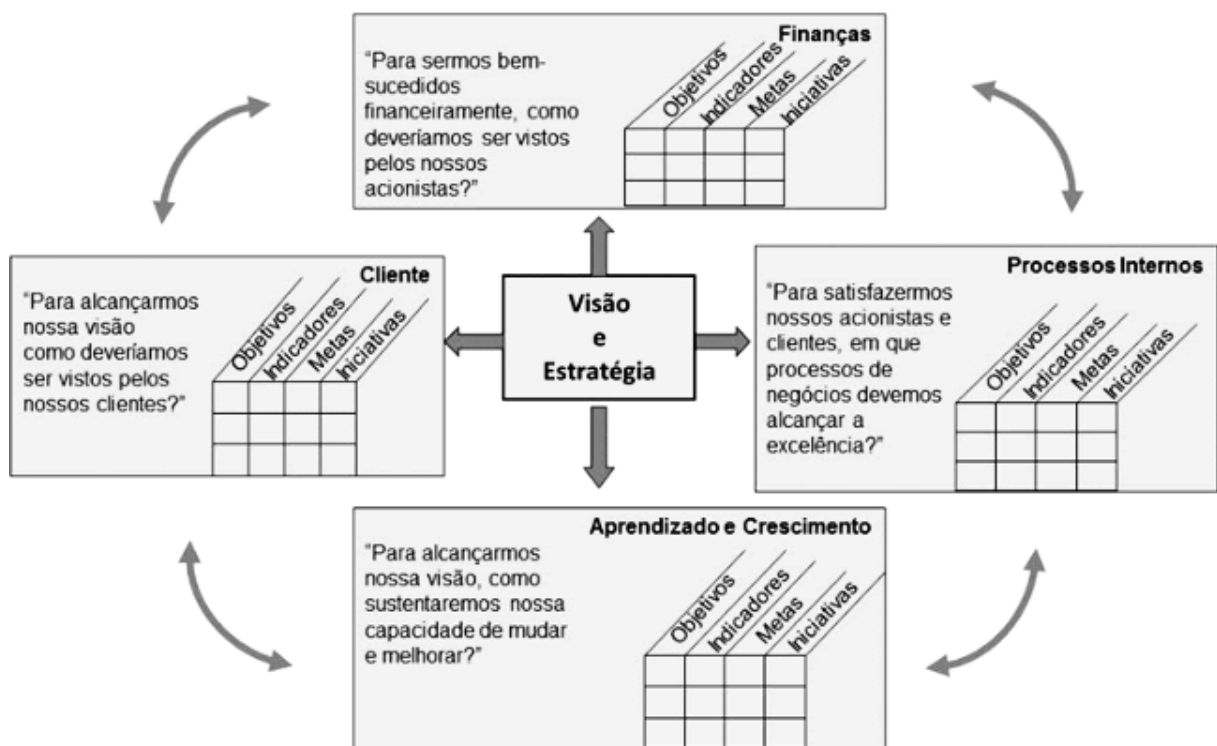 Finanças
“Para sermos bem-
sucedidos
financeiramente, como
deveríamos ser vistos
pelos nossos
acionistas?”
Objetivos
Indicadores
Metas
Iniciativas
Cliente
“Para alcançarmos
nossa visão
como deveríamos
ser vistos pelos
nossos clientes?”
Objetivos
Indicadores
Metas
Iniciativas
Visão
e
Estratégia
Processos Internos
“Para satisfazermos
nossos acionistas e
clientes, em que
processos de
negócios devemos
alcançar a
excelência?”
Objetivos
Indicadores
Metas
Iniciativas
Aprendizado e Crescimento
“Para alcançarmos
nossa visão, como
sustentaremos nossa
capacidade de mudar
e melhorar?”
Objetivos
Indicadores
Metas
Iniciativas